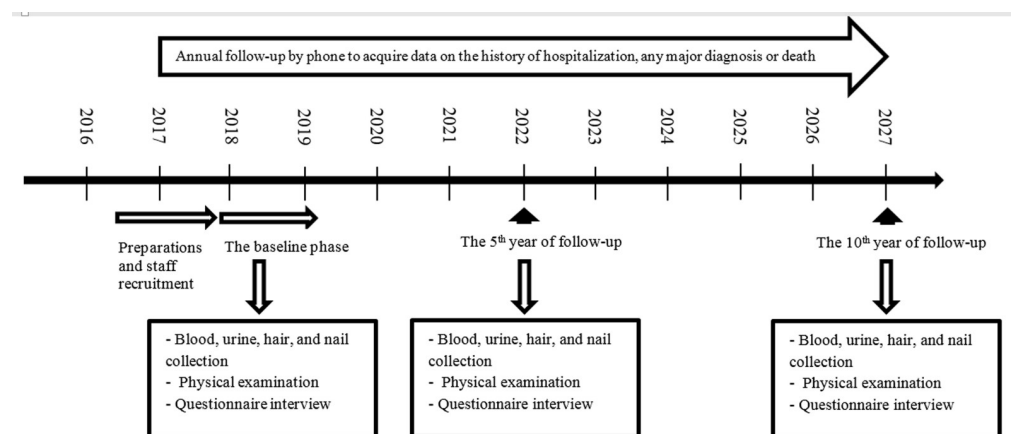 Annual follow-up by phone to acquire data on the history of hospitalization, any major diagnosis or death
2016
2017
2018
2019
2020
2021
2022
2023
2024
2025
2026
2027
Preparations
and staff
recruitment
The baseline phase
The 5th year of follow-up
The 10th year of follow-up
- Blood, urine, hair, and nail
collection
- Physical examination
- Questionnaire interview
- Blood, urine, hair, and nail
collection
- Physical examination
- Questionnaire interview
- Blood, urine, hair, and nail
collection
- Physical examination
- Questionnaire interview